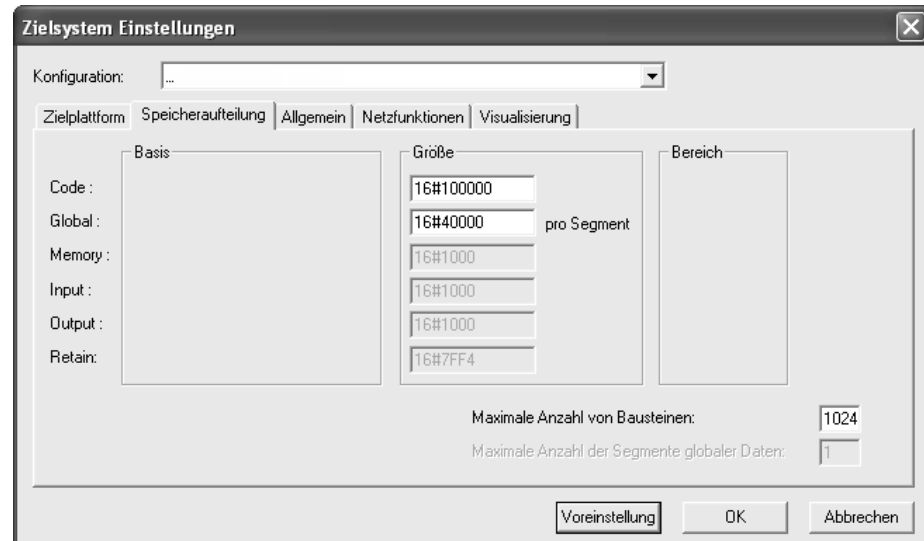 Zielsystem Einstellungen
Konfiguration: ...
Zielplattform Speicheraufteilung Allgemein Netzfunktionen Visualisierung
Basis Größe Bereich
Code : 16#100000
Global : 16#40000 pro Segment
Memory : 16#1000
Input : 16#1000
Output : 16#1000
Retain: 16#7FF4
Maximale Anzahl von Bausteinen: 1024
Maximale Anzahl der Segmente globaler Daten: 1
Voreinstellung OK Abbrechen